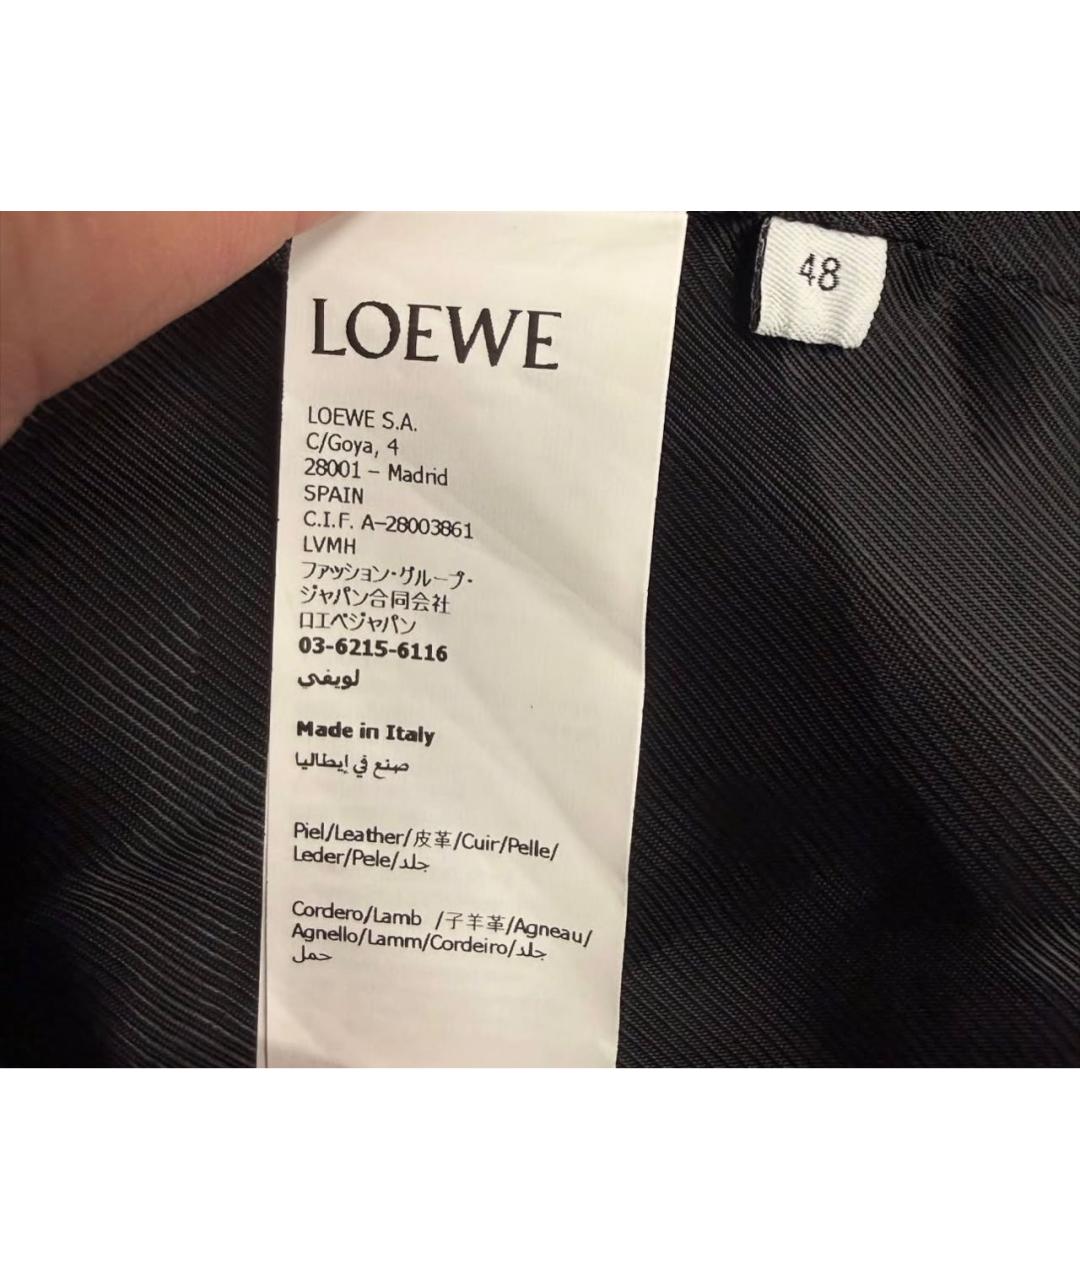 LOEWE
LOEWE S.A.
C/Goya, 4
28001 – Madrid
SPAIN
C.I.F. A–28003861
LVMH
ファッション・グループ・
ジャパン合同会社
ロエベジャパン
03-6215-6116
لويفي
Made in Italy
صنع في إيطاليا
Piel/Leather/皮革/Cuir/Pelle/
Leder/Pele/جلد
Cordero/Lamb /子羊革/Agneau/
Agnello/Lamm/Cordeiro/جلد
حمل
48